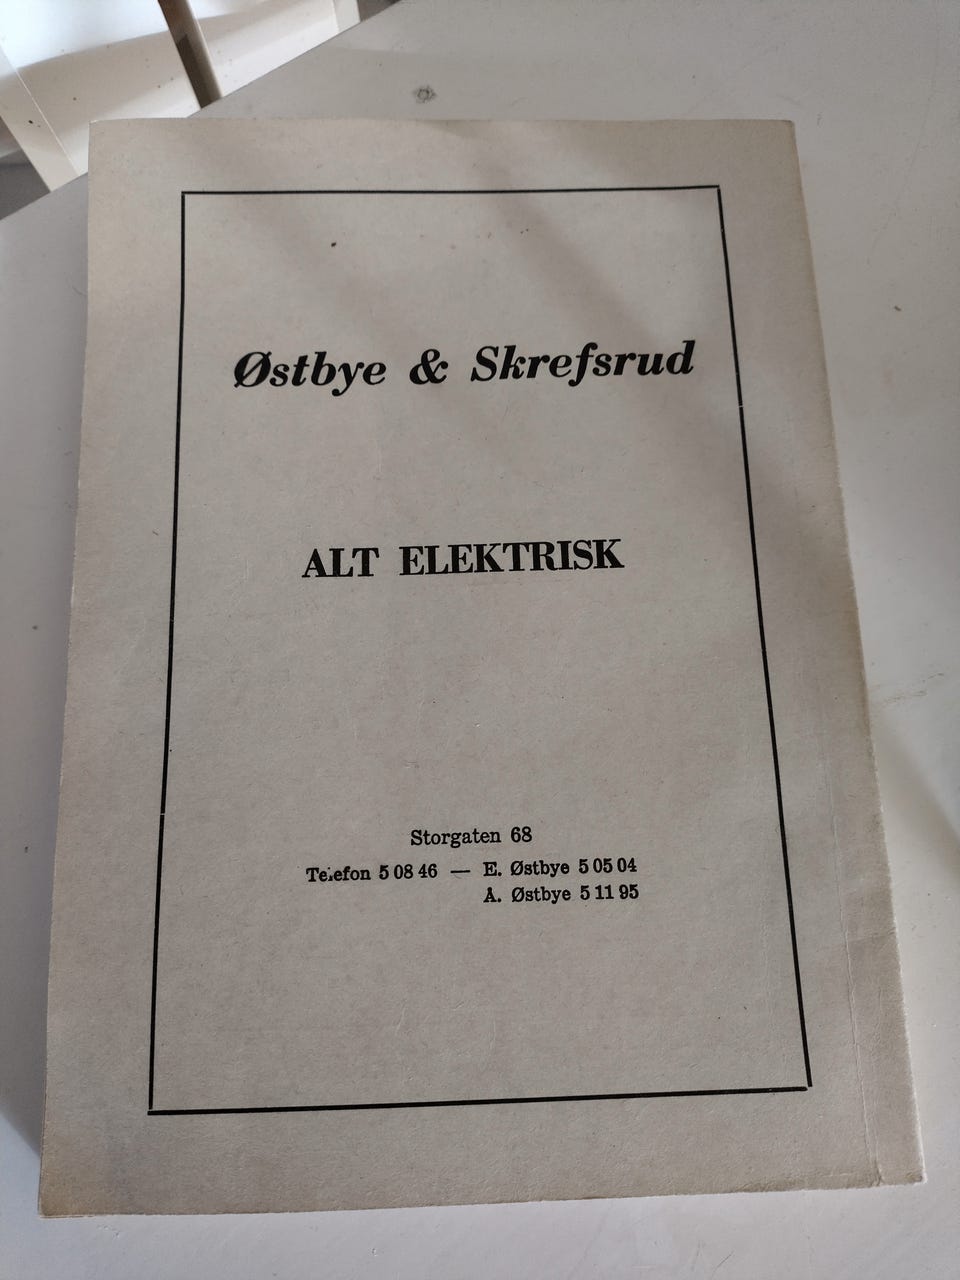 Østbye & Skrefsrud
ALT ELEKTRISK
Storgaten 68
Telefon 5 08 46 — E. Østbye 5 05 04
A. Østbye 5 11 95